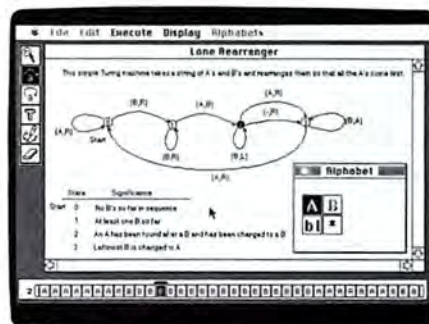 File Edit Execute Display Alphabets
Lone Rearranger
This simple Turing machine takes a string of A's and B's and rearranges them so that all the A's come first.
{B,R} {A,B} {A,R}
{-,R}
{A,R} {B,A}
Start {B,R} {B,L}
{A,R}
Alphabet
A B
bl *
State Significance
Start 0 No B's so far in sequence
1 At least one B so far
2 An A has been found after a B and has been changed to a B
3 Leftmost B is changed to A
2